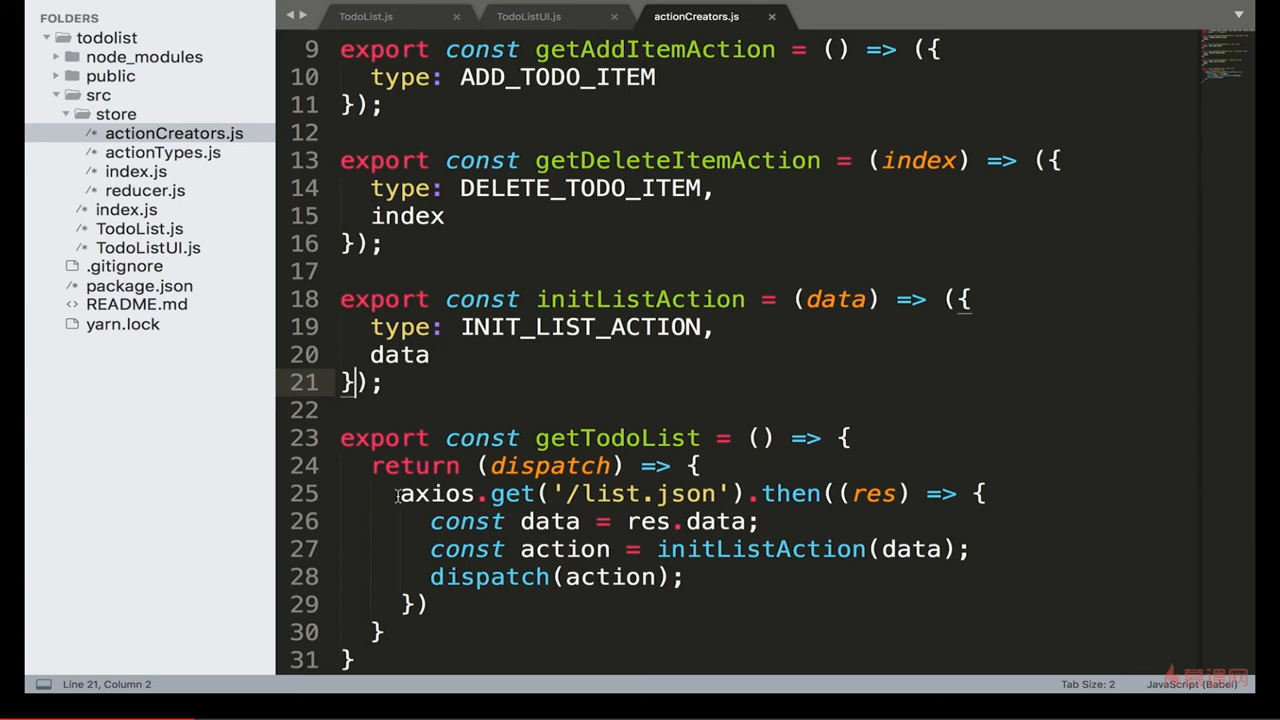 FOLDERS
todolist
node_modules
public
src
store
actionCreators.js
actionTypes.js
index.js
reducer.js
index.js
TodoList.js
TodoListUI.js
.gitignore
package.json
README.md
yarn.lock
TodoList.js
TodoListUI.js
actionCreators.js
9 export const getAddItemAction = () => ({
10 type: ADD_TODO_ITEM
11 });
12
13 export const getDeleteItemAction = (index) => ({
14 type: DELETE_TODO_ITEM,
15 index
16 });
17
18 export const initListAction = (data) => ({
19 type: INIT_LIST_ACTION,
20 data
21 });
22
23 export const getTodoList = () => {
24 return (dispatch) => {
25 axios.get('/list.json').then((res) => {
26 const data = res.data;
27 const action = initListAction(data);
28 dispatch(action);
29 })
30 }
31 }
慕课网
Line 21, Column 2
Tab Size: 2
JavaScript (Babel)